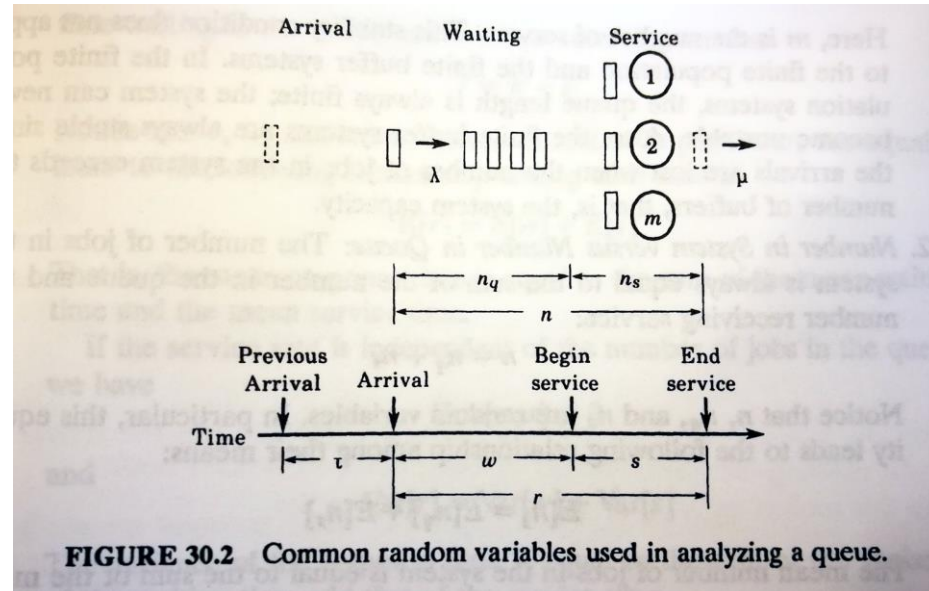 Arrival Waiting Service
1
2
λ μ
m
n_q n_s
n
Previous Begin End
Arrival Arrival service service
Time
τ w s
r
FIGURE 30.2 Common random variables used in analyzing a queue.